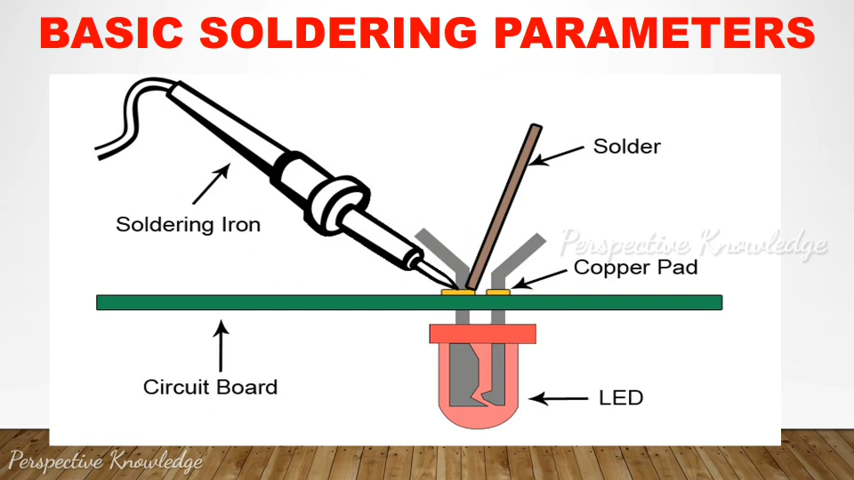 BASIC SOLDERING PARAMETERS
Solder
Soldering Iron
Perspective Knowledge
Copper Pad
Circuit Board
LED
Perspective Knowledge